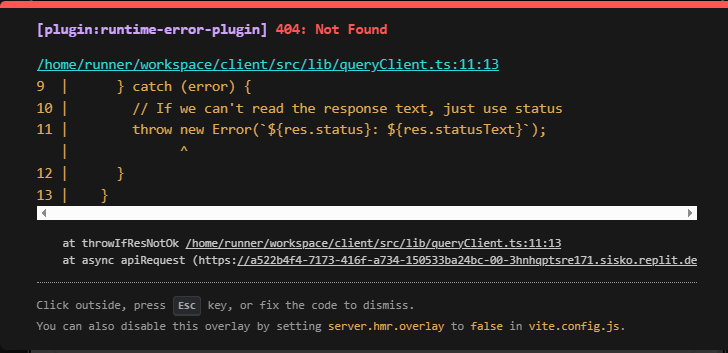 [plugin:runtime-error-plugin] 404: Not Found
/home/runner/workspace/client/src/lib/queryClient.ts:11:13
9  |      } catch (error) {
10 |        // If we can't read the response text, just use status
11 |        throw new Error(`${res.status}: ${res.statusText}`);
   |              ^
12 |      }
13 |    }
at throwIfResNotOk /home/runner/workspace/client/src/lib/queryClient.ts:11:13
at async apiRequest (https://a522b4f4-7173-416f-a734-150533ba24bc-00-3hnhqptsre171.sisko.replit.de
Click outside, press Esc key, or fix the code to dismiss.
You can also disable this overlay by setting server.hmr.overlay to false in vite.config.js.